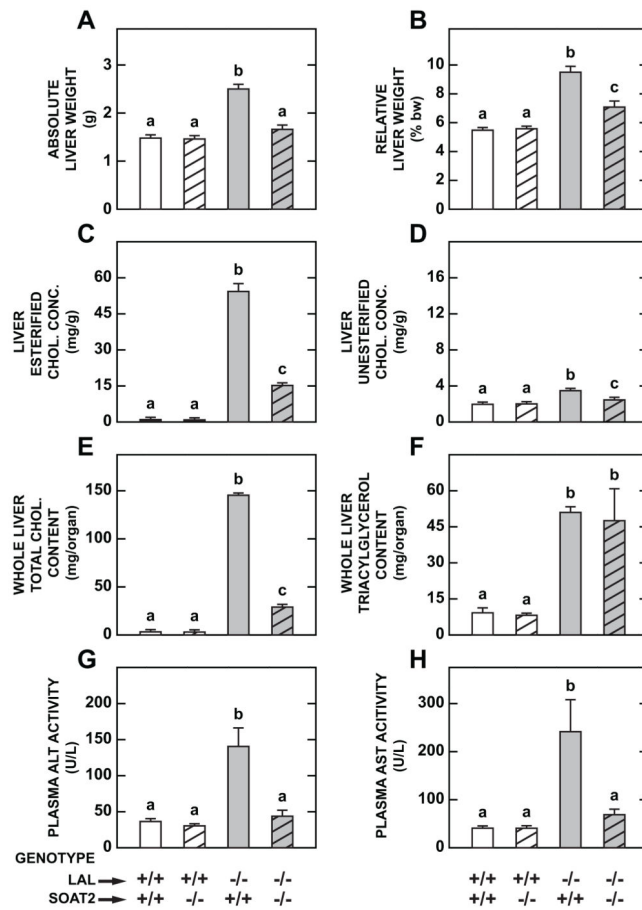 A
ABSOLUTE
LIVER WEIGHT
(g)
3
2
1
0
a
a
b
a
B
RELATIVE
LIVER WEIGHT
(% bw)
12
10
8
6
4
2
0
a
a
b
c
C
LIVER
ESTERIFIED
CHOL. CONC.
(mg/g)
60
45
30
15
0
a
a
b
c
D
LIVER
UNESTERIFIED
CHOL. CONC.
(mg/g)
20
16
12
8
4
0
a
a
b
c
E
WHOLE LIVER
TOTAL CHOL.
CONTENT
(mg/organ)
150
100
50
0
a
a
b
c
F
WHOLE LIVER
TRIACYLGLYCEROL
CONTENT
(mg/organ)
60
45
30
15
0
a
a
b
b
G
PLASMA ALT ACTIVITY
(U/L)
200
150
100
50
0
a
a
b
a
H
PLASMA AST ACITIVITY
(U/L)
300
200
100
0
a
a
b
a
GENOTYPE
LAL +/+ +/+ -/- -/- +/+ +/+ -/- -/-
SOAT2 +/+ -/- +/+ -/- +/+ -/- +/+ -/-